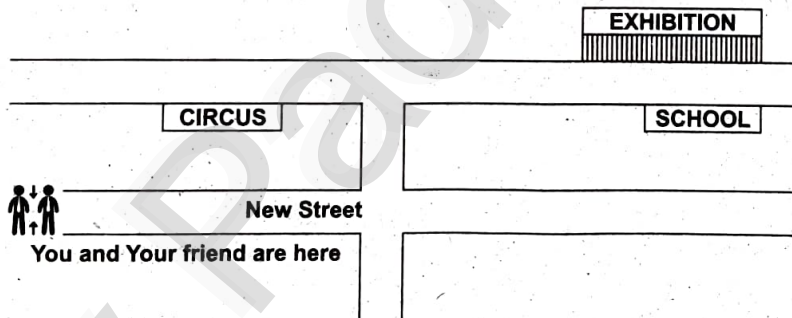 EXHIBITION
CIRCUS
SCHOOL
New Street
You and Your friend are here